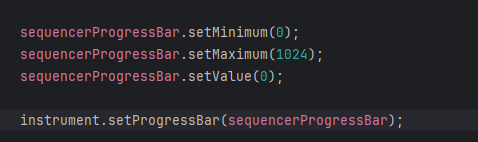 sequencerProgressBar.setMinimum(0);
sequencerProgressBar.setMaximum(1024);
sequencerProgressBar.setValue(0);
instrument.setProgressBar(sequencerProgressBar);